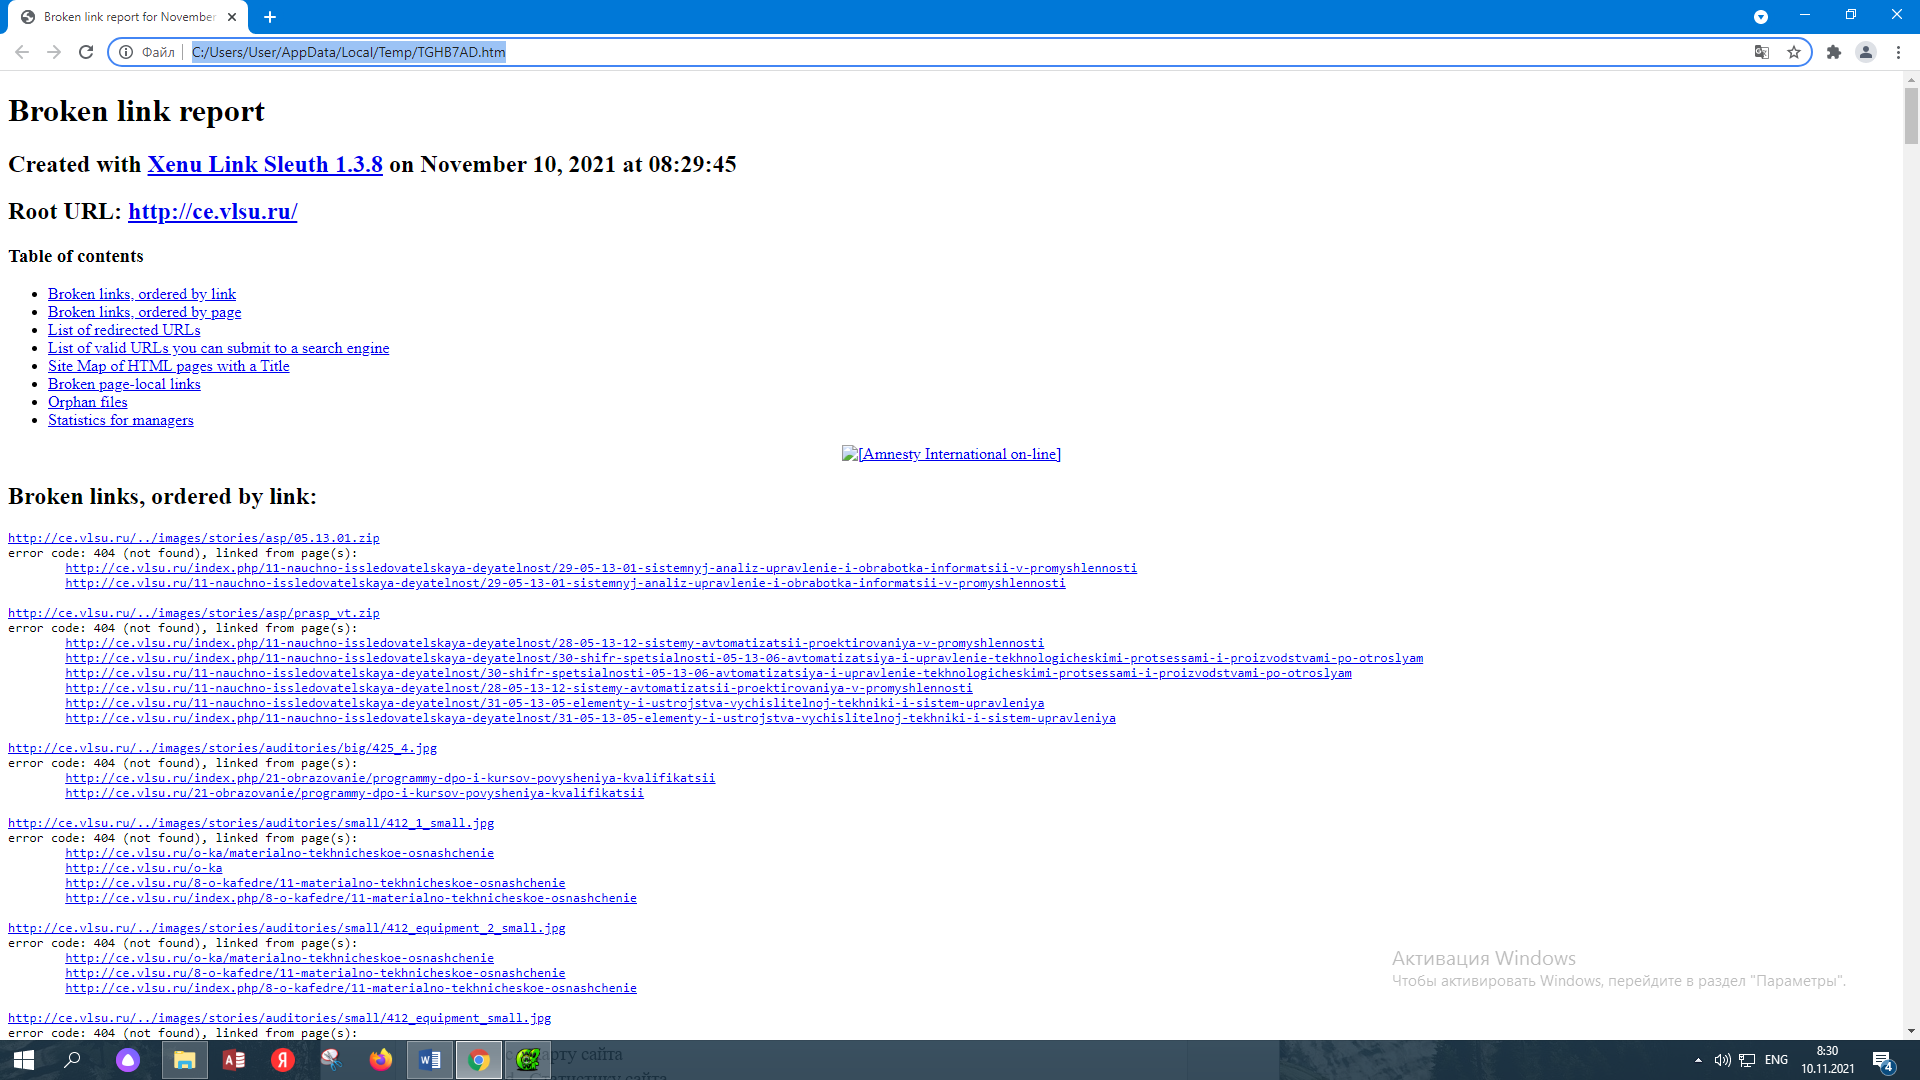 Broken link report for November
Файл
C:/Users/User/AppData/Local/Temp/TGHB7AD.htm
Broken link report
Created with Xenu Link Sleuth 1.3.8 on November 10, 2021 at 08:29:45
Root URL: http://ce.vlsu.ru/
Table of contents
Broken links, ordered by link
Broken links, ordered by page
List of redirected URLs
List of valid URLs you can submit to a search engine
Site Map of HTML pages with a Title
Broken page-local links
Orphan files
Statistics for managers
[Amnesty International on-line]
Broken links, ordered by link:
http://ce.vlsu.ru/../images/stories/asp/05.13.01.zip
error code: 404 (not found), linked from page(s):
http://ce.vlsu.ru/index.php/11-nauchno-issledovatelskaya-deyatelnost/29-05-13-01-sistemnyj-analiz-upravlenie-i-obrabotka-informatsii-v-promyshlennosti
http://ce.vlsu.ru/11-nauchno-issledovatelskaya-deyatelnost/29-05-13-01-sistemnyj-analiz-upravlenie-i-obrabotka-informatsii-v-promyshlennosti
http://ce.vlsu.ru/../images/stories/asp/prasp_vt.zip
error code: 404 (not found), linked from page(s):
http://ce.vlsu.ru/index.php/11-nauchno-issledovatelskaya-deyatelnost/28-05-13-12-sistemy-avtomatizatsii-proektirovaniya-v-promyshlennosti
http://ce.vlsu.ru/index.php/11-nauchno-issledovatelskaya-deyatelnost/30-shifr-spetsialnosti-05-13-06-avtomatizatsiya-i-upravlenie-tekhnologicheskimi-protsessami-i-proizvodstvami-po-otroslyam
http://ce.vlsu.ru/11-nauchno-issledovatelskaya-deyatelnost/30-shifr-spetsialnosti-05-13-06-avtomatizatsiya-i-upravlenie-tekhnologicheskimi-protsessami-i-proizvodstvami-po-otroslyam
http://ce.vlsu.ru/11-nauchno-issledovatelskaya-deyatelnost/28-05-13-12-sistemy-avtomatizatsii-proektirovaniya-v-promyshlennosti
http://ce.vlsu.ru/11-nauchno-issledovatelskaya-deyatelnost/31-05-13-05-elementy-i-ustrojstva-vychislitelnoj-tekhniki-i-sistem-upravleniya
http://ce.vlsu.ru/index.php/11-nauchno-issledovatelskaya-deyatelnost/31-05-13-05-elementy-i-ustrojstva-vychislitelnoj-tekhniki-i-sistem-upravleniya
http://ce.vlsu.ru/../images/stories/auditories/big/425_4.jpg
error code: 404 (not found), linked from page(s):
http://ce.vlsu.ru/index.php/21-obrazovanie/programmy-dpo-i-kursov-povysheniya-kvalifikatsii
http://ce.vlsu.ru/21-obrazovanie/programmy-dpo-i-kursov-povysheniya-kvalifikatsii
http://ce.vlsu.ru/../images/stories/auditories/small/412_1_small.jpg
error code: 404 (not found), linked from page(s):
http://ce.vlsu.ru/o-ka/materialno-tekhnicheskoe-osnashchenie
http://ce.vlsu.ru/o-ka
http://ce.vlsu.ru/8-o-kafedre/11-materialno-tekhnicheskoe-osnashchenie
http://ce.vlsu.ru/index.php/8-o-kafedre/11-materialno-tekhnicheskoe-osnashchenie
http://ce.vlsu.ru/../images/stories/auditories/small/412_equipment_2_small.jpg
error code: 404 (not found), linked from page(s):
http://ce.vlsu.ru/o-ka/materialno-tekhnicheskoe-osnashchenie
http://ce.vlsu.ru/8-o-kafedre/11-materialno-tekhnicheskoe-osnashchenie
http://ce.vlsu.ru/index.php/8-o-kafedre/11-materialno-tekhnicheskoe-osnashchenie
Активация Windows
Чтобы активировать Windows, перейдите в раздел "Параметры".
http://ce.vlsu.ru/../images/stories/auditories/small/412_equipment_small.jpg
error code: 404 (not found), linked from page(s):
арту сайта
Статистику сайта
ENG
8:30
10.11.2021
4